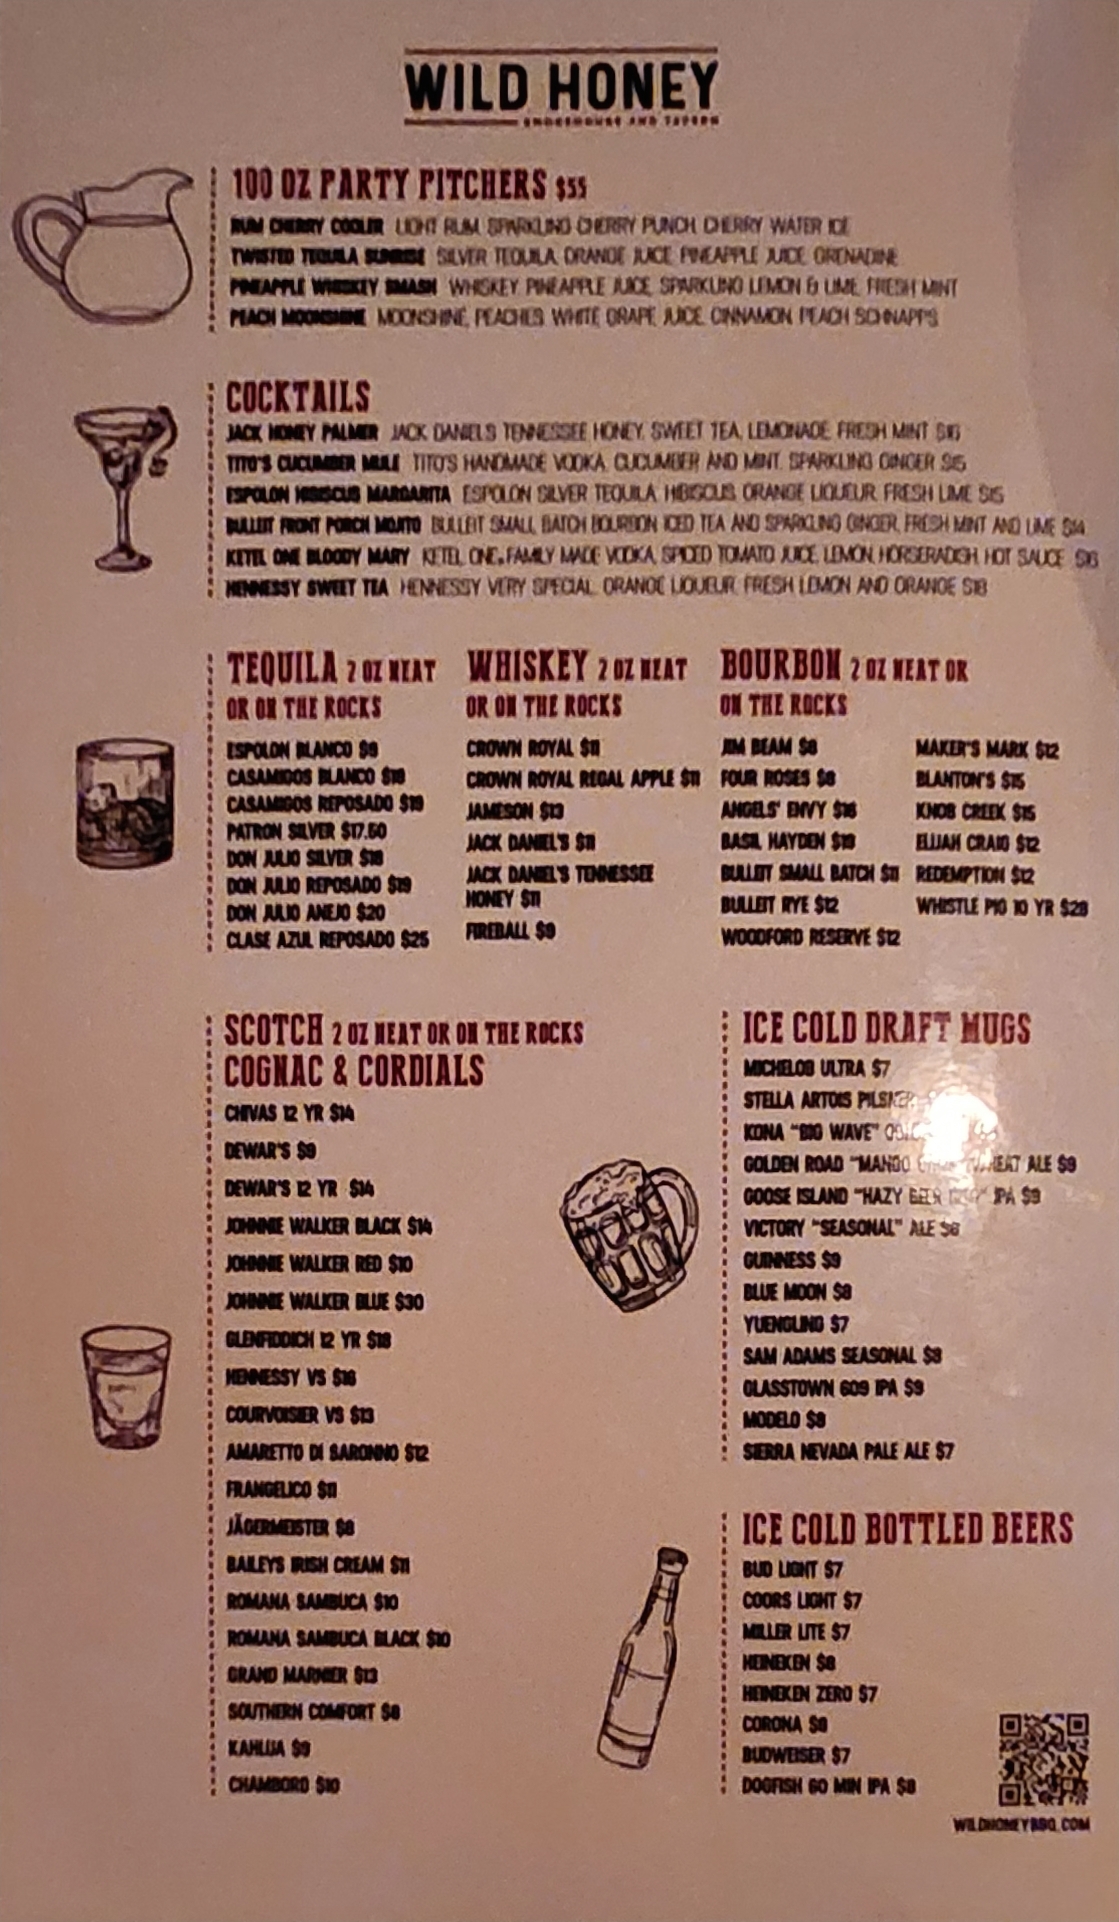 WILD HONEY
SMOKEHOUSE AND TAVERN
100 OZ PARTY PITCHERS $55
RUM CHERRY COOLER LIGHT RUM, SPARKLING CHERRY PUNCH, CHERRY WATER ICE
TWISTED TEQUILA SUNRISE SILVER TEQUILA, ORANGE JUICE, PINEAPPLE JUICE, GRENADINE
PINEAPPLE WHISKEY SMASH WHISKEY, PINEAPPLE JUICE, SPARKLING LEMON & LIME, FRESH MINT
PEACH MOONSHINE MOONSHINE, PEACHES, WHITE GRAPE JUICE, CINNAMON, PEACH SCHNAPPS
COCKTAILS
JACK HONEY PALMER JACK DANIEL'S TENNESSEE HONEY, SWEET TEA, LEMONADE, FRESH MINT
TITO'S CUCUMBER MULE TITO'S HANDMADE VODKA, CUCUMBER AND MINT, SPARKLING GINGER $15
ESPOLON HIBISCUS MARGARITA ESPOLON SILVER TEQUILA, HIBISCUS, ORANGE LIQUEUR, FRESH LIME $15
BULLEIT FRONT PORCH MOJITO BULLEIT SMALL BATCH BOURBON ICED TEA AND SPARKLING GINGER, FRESH MINT AND LIME $14
KETEL ONE BLOODY MARY KETEL ONE FAMILY MADE VODKA, SPICED TOMATO JUICE, LEMON, HORSERADISH, HOT SAUCE
HENNESSY SWEET TEA HENNESSY VERY SPECIAL, ORANGE LIQUEUR, FRESH LEMON AND ORANGE $18
TEQUILA 2 OZ NEAT
OR ON THE ROCKS
ESPOLON BLANCO $9
CASAMIGOS BLANCO $18
CASAMIGOS REPOSADO $19
PATRON SILVER $17.50
DON JULIO SILVER $18
DON JULIO REPOSADO $19
DON JULIO ANEJO $20
CLASE AZUL REPOSADO $25
WHISKEY 2 OZ NEAT
OR ON THE ROCKS
CROWN ROYAL $11
CROWN ROYAL REGAL APPLE $11
JAMESON $13
JACK DANIEL'S $11
JACK DANIEL'S TENNESSEE
HONEY $11
FIREBALL $9
BOURBON 2 OZ NEAT OR
ON THE ROCKS
JIM BEAM $8
FOUR ROSES $8
ANGELS' ENVY $16
BASIL HAYDEN $19
BULLEIT SMALL BATCH $11
BULLEIT RYE $12
WOODFORD RESERVE $12
MAKER'S MARK $12
BLANTON'S $15
KNOB CREEK $15
ELIJAH CRAIG $12
REDEMPTION $12
WHISTLE PIG 10 YR $28
SCOTCH 2 OZ NEAT OR ON THE ROCKS
COGNAC & CORDIALS
CHIVAS 12 YR $14
DEWAR'S $9
DEWAR'S 12 YR $14
JOHNNIE WALKER BLACK $14
JOHNNIE WALKER RED $10
JOHNNIE WALKER BLUE $30
GLENFIDDICH 12 YR $18
HENNESSY VS $16
COURVOISIER VS $13
AMARETTO DI SARONNO $12
FRANGELICO $11
JÄGERMEISTER $8
BAILEYS IRISH CREAM $11
ROMANA SAMBUCA $10
ROMANA SAMBUCA BLACK $10
GRAND MARNIER $13
SOUTHERN COMFORT $8
KAHLUA $9
CHAMBORD $10
ICE COLD DRAFT MUGS
MICHELOB ULTRA $7
STELLA ARTOIS PILSNER
KONA "BIG WAVE"
GOLDEN ROAD "MANGO WHEAT ALE $9
GOOSE ISLAND "HAZY BEER IPA $9
VICTORY "SEASONAL" ALE $8
GUINNESS $9
BLUE MOON $8
YUENGLING $7
SAM ADAMS SEASONAL $8
GLASSTOWN 609 IPA $9
MODELO $8
SIERRA NEVADA PALE ALE $7
ICE COLD BOTTLED BEERS
BUD LIGHT $7
COORS LIGHT $7
MILLER LITE $7
HEINEKEN $8
HEINEKEN ZERO $7
CORONA $8
BUDWEISER $7
DOGFISH 60 MIN IPA $8
WILDHONEYBBQ.COM